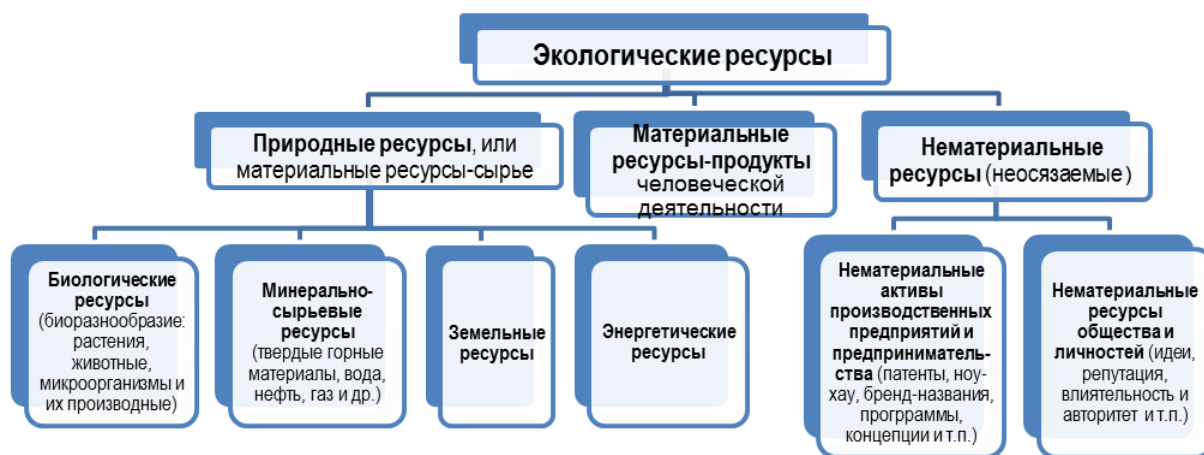 Экологические ресурсы
Природные ресурсы, или
материальные ресурсы-сырье
Материальные
ресурсы-продукты
человеческой
деятельности
Нематериальные
ресурсы (неосязаемые)
Биологические
ресурсы
(биоразнообразие:
растения,
животные,
микроорганизмы и
их производные)
Минерально-
сырьевые
ресурсы
(твердые горные
материалы, вода,
нефть, газ и др.)
Земельные
ресурсы
Энергетические
ресурсы
Нематериальные
активы
производственных
предприятий и
предприниматель-
ства (патенты, ноу-
хау, бренд-названия,
прогрраммы,
концепции и т.п.)
Нематериальные
ресурсы
общества и
личностей (идеи,
репутация,
влиятельность и
авторитет и т.п.)